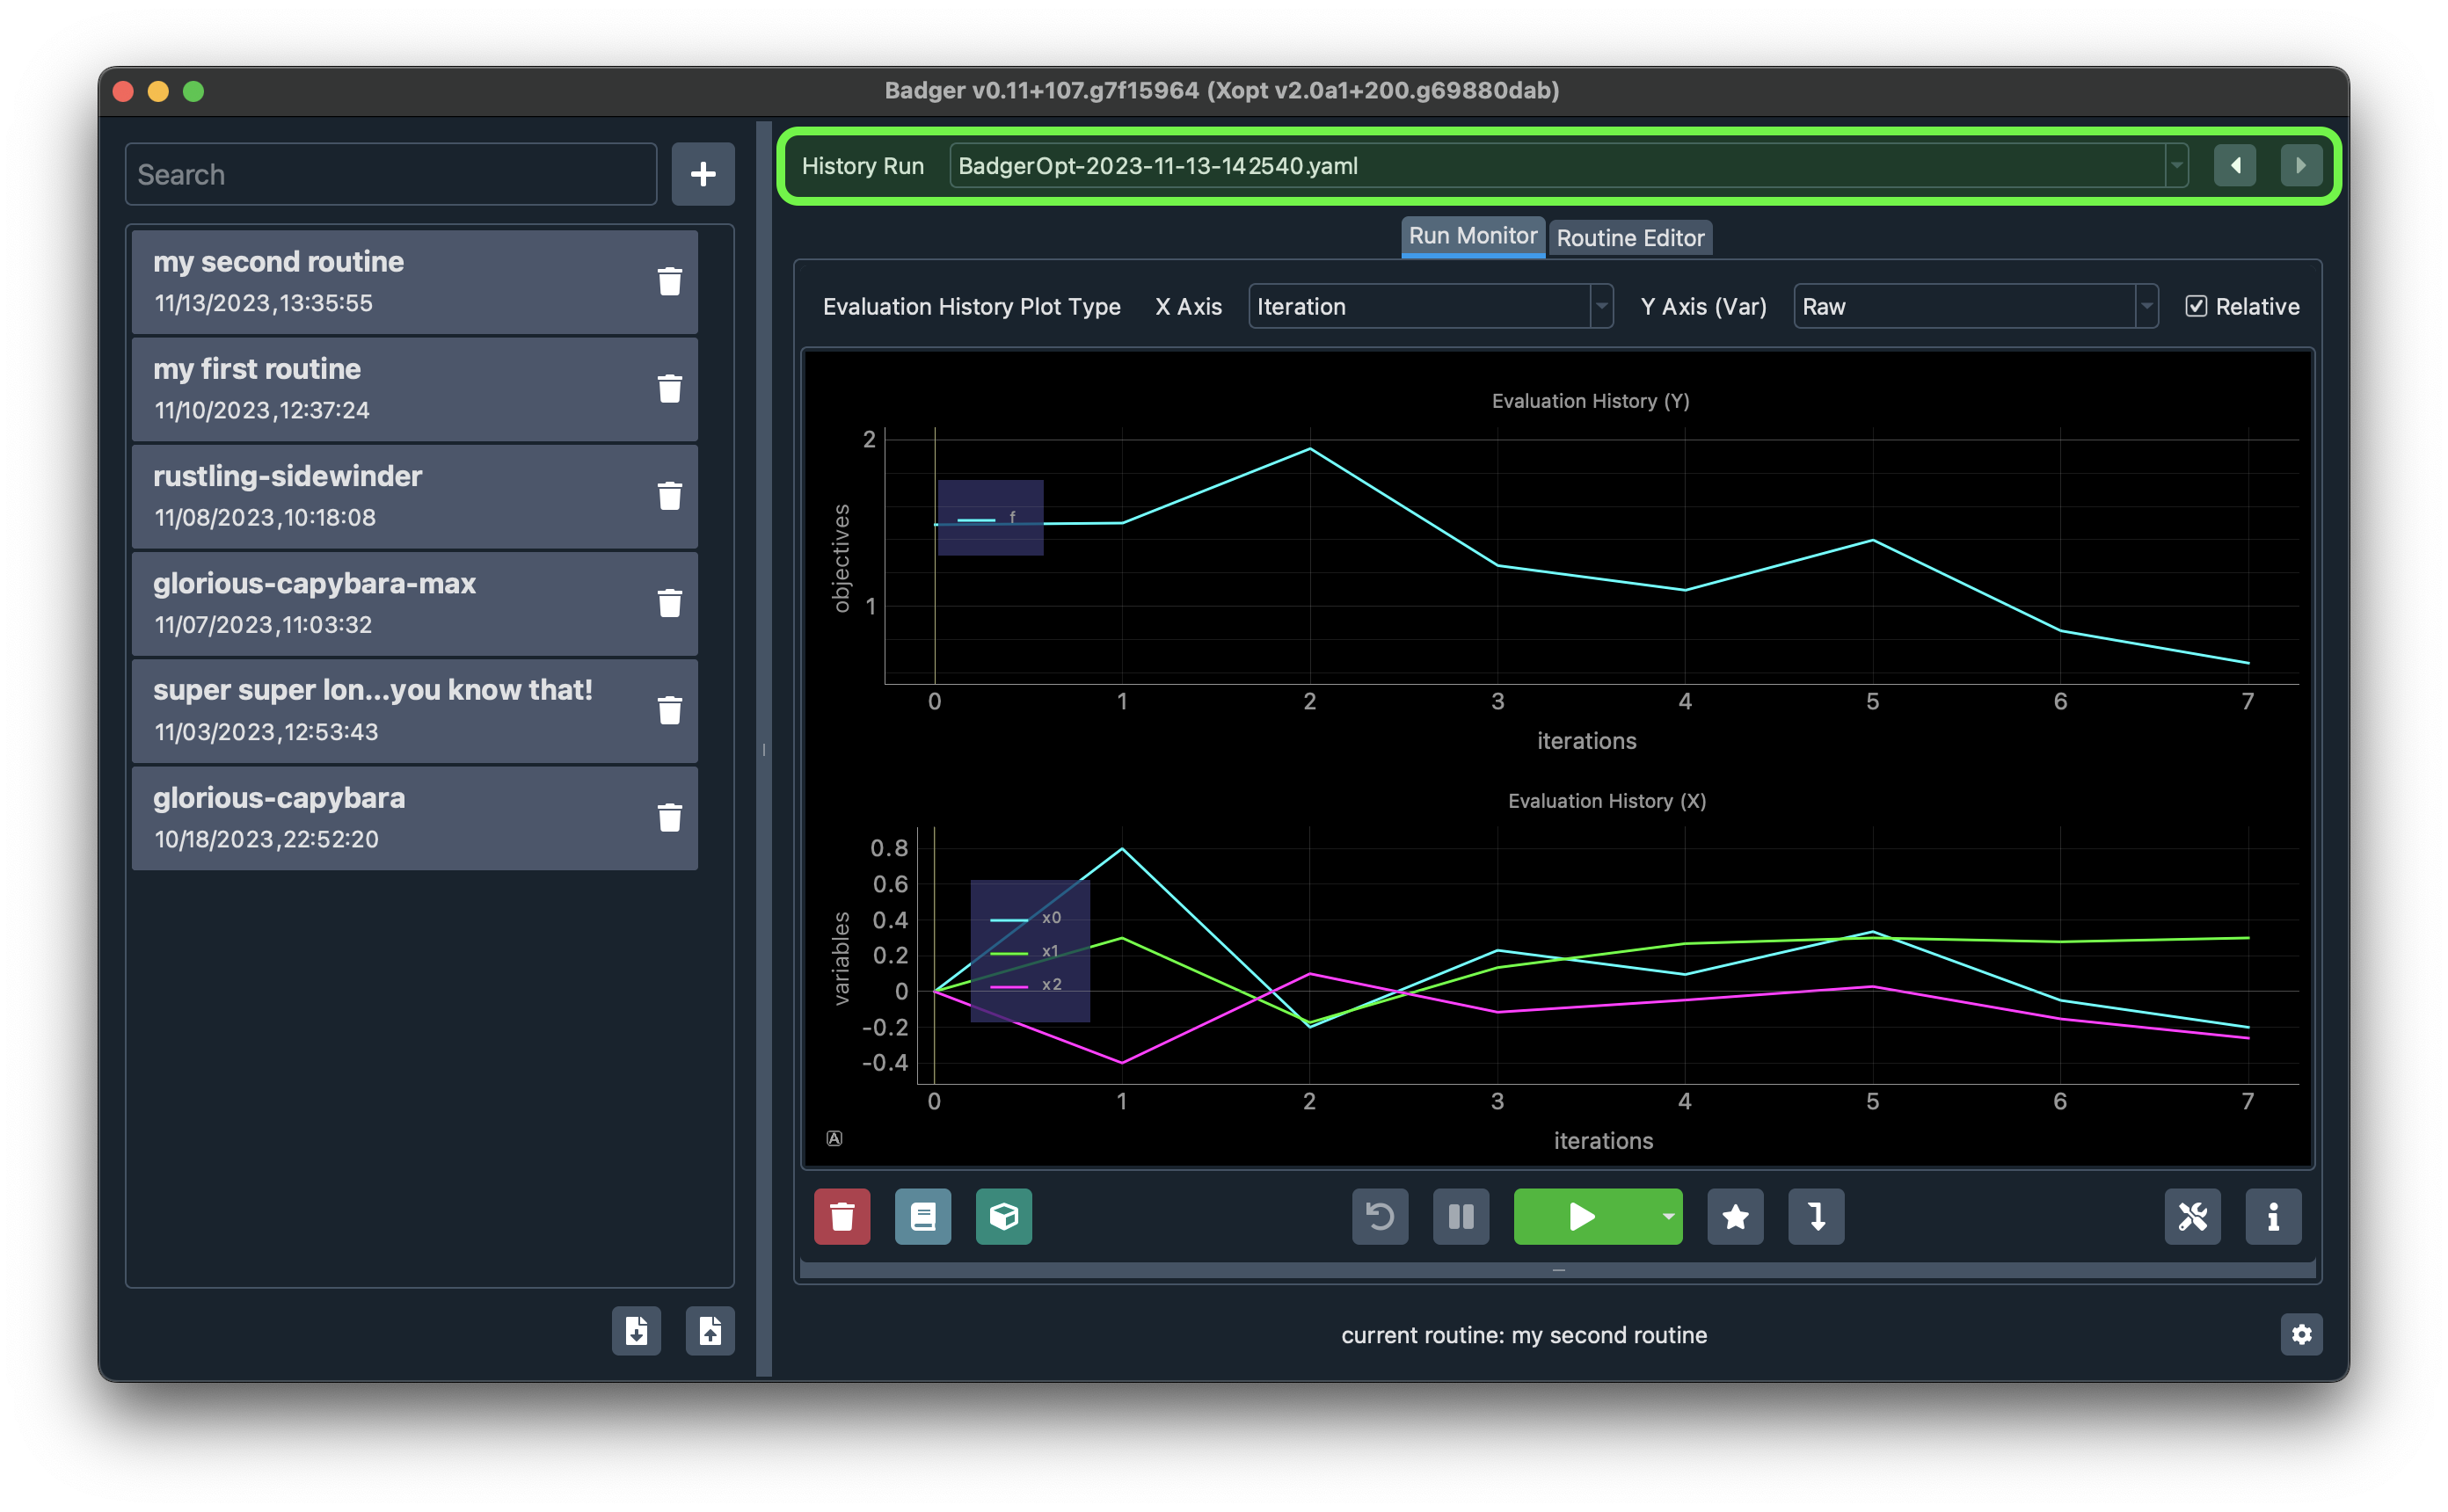 Badger v0.11+107.g7f15964 (Xopt v2.0a1+200.g69880dab)
Search
my second routine
11/13/2023,13:35:55
my first routine
11/10/2023,12:37:24
rustling-sidewinder
11/08/2023,10:18:08
glorious-capybara-max
11/07/2023,11:03:32
super super lon...you know that!
11/03/2023,12:53:43
glorious-capybara
10/18/2023,22:52:20
History Run BadgerOpt-2023-11-13-142540.yaml
Run Monitor Routine Editor
Evaluation History Plot Type X Axis Iteration Y Axis (Var) Raw Relative
Evaluation History (Y)
2
1
objectives
f
0 1 2 3 4 5 6 7
iterations
Evaluation History (X)
0.8
0.6
0.4
0.2
0
-0.2
-0.4
variables
x0
x1
x2
0 1 2 3 4 5 6 7
A
iterations
current routine: my second routine